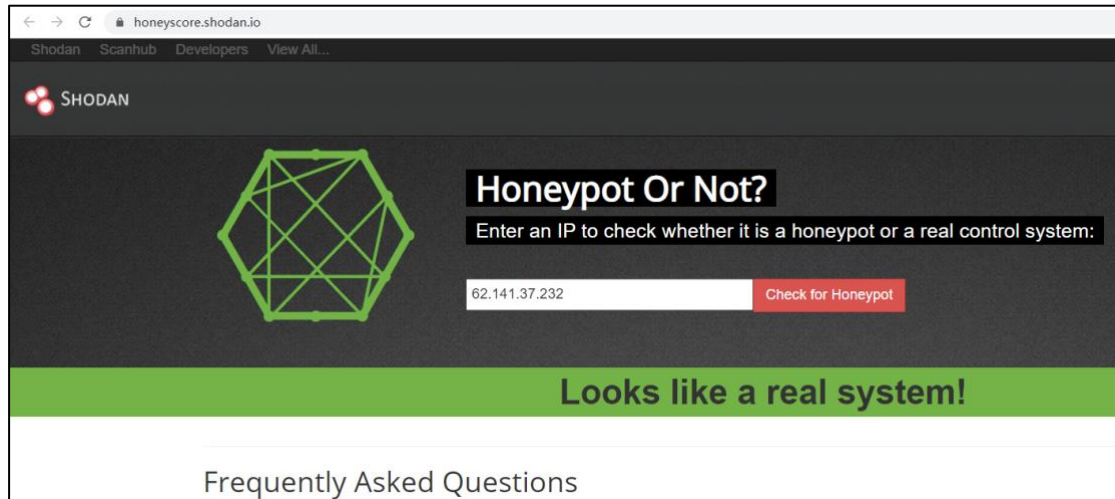 honeyscore.shodan.io
Shodan Scanhub Developers View All...
SHODAN
Honeypot Or Not?
Enter an IP to check whether it is a honeypot or a real control system:
62.141.37.232 Check for Honeypot
Looks like a real system!
Frequently Asked Questions